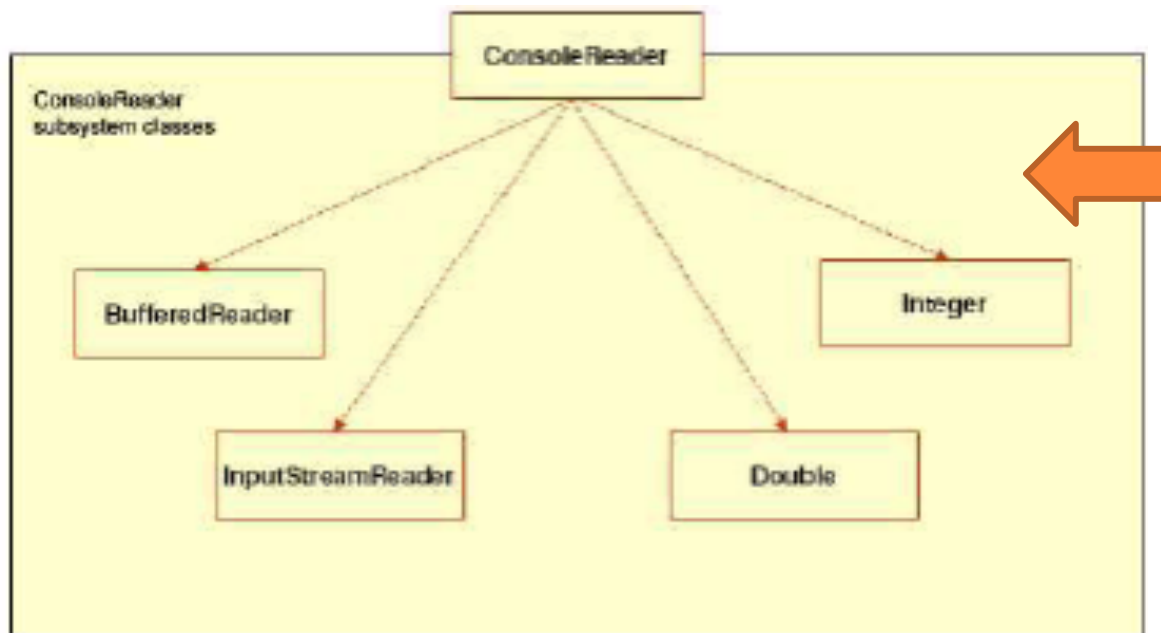 ConsoleReader
ConsoleReader
subsystem classes
BufferedReader
Integer
InputStreamReader
Double